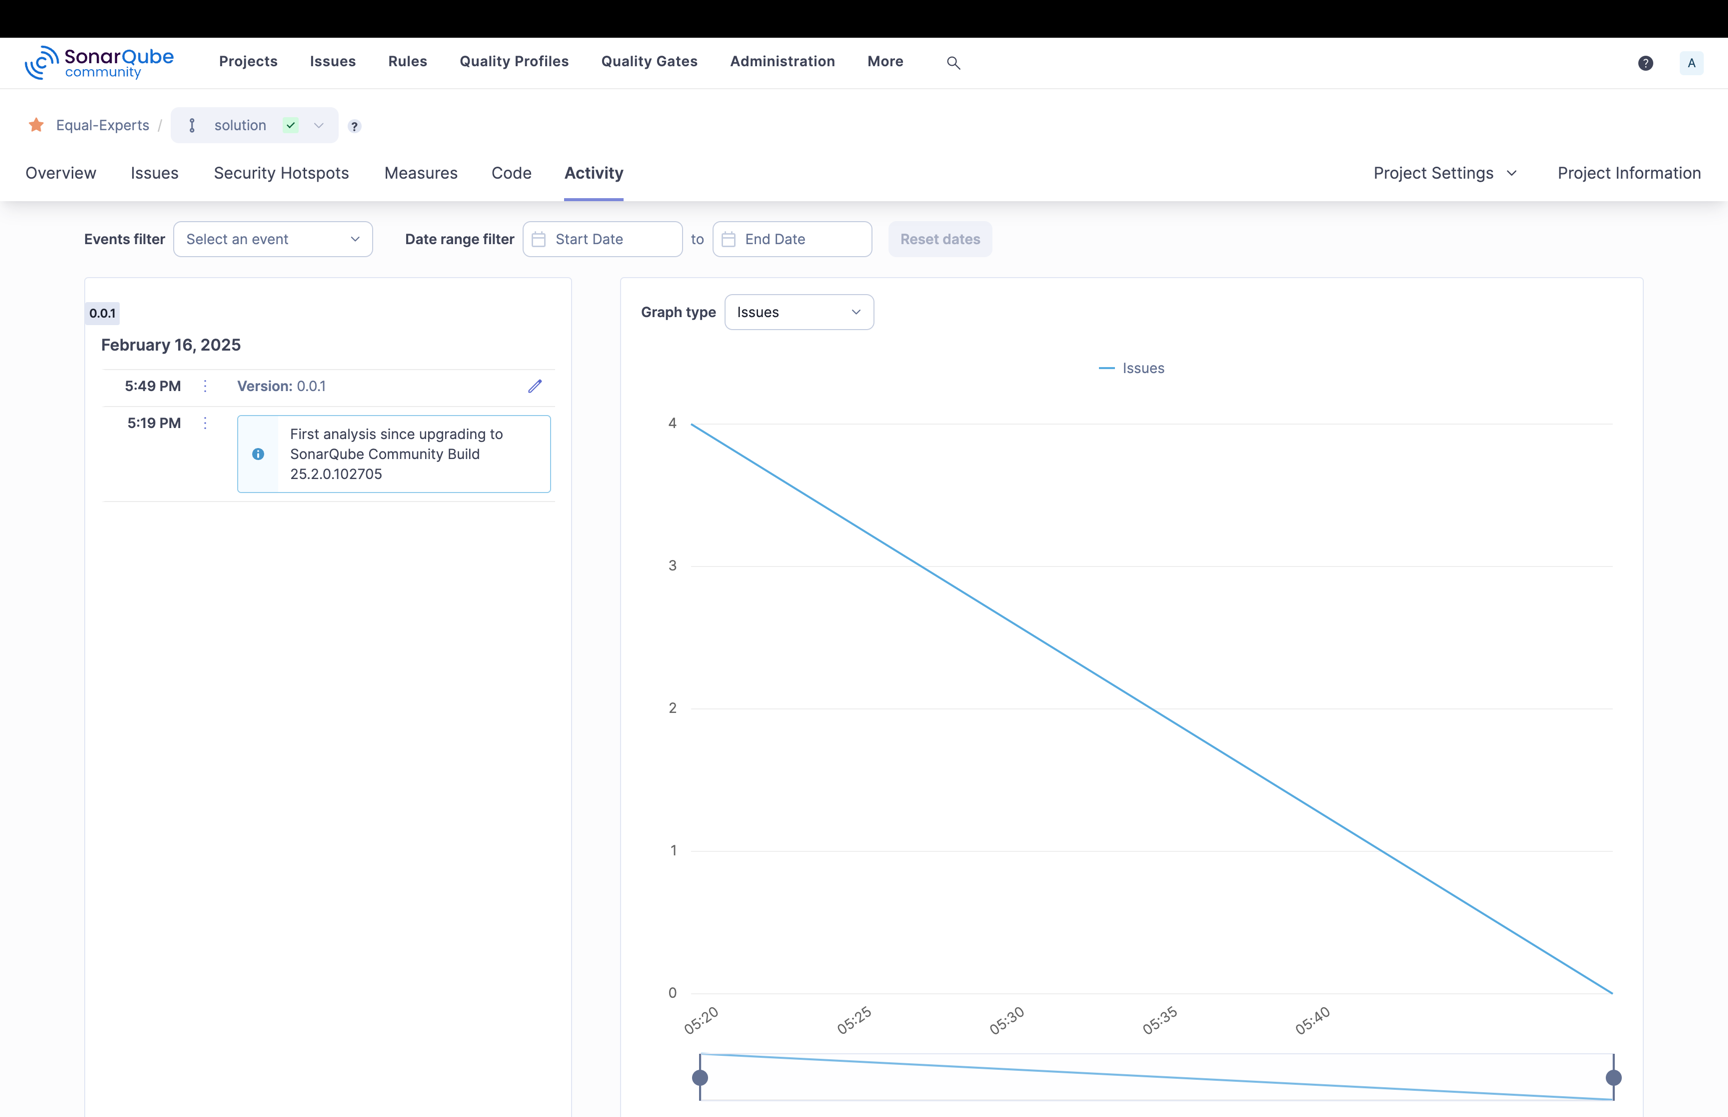 SonarQube
community
Projects Issues Rules Quality Profiles Quality Gates Administration More ? A
Equal-Experts / solution ?
Overview Issues Security Hotspots Measures Code Activity Project Settings Project Information
Events filter Select an event Date range filter Start Date to End Date Reset dates
0.0.1
February 16, 2025
5:49 PM Version: 0.0.1
5:19 PM First analysis since upgrading to
SonarQube Community Build
25.2.0.102705
Graph type Issues
Issues
4
3
2
1
0
05:20 05:25 05:30 05:35 05:40